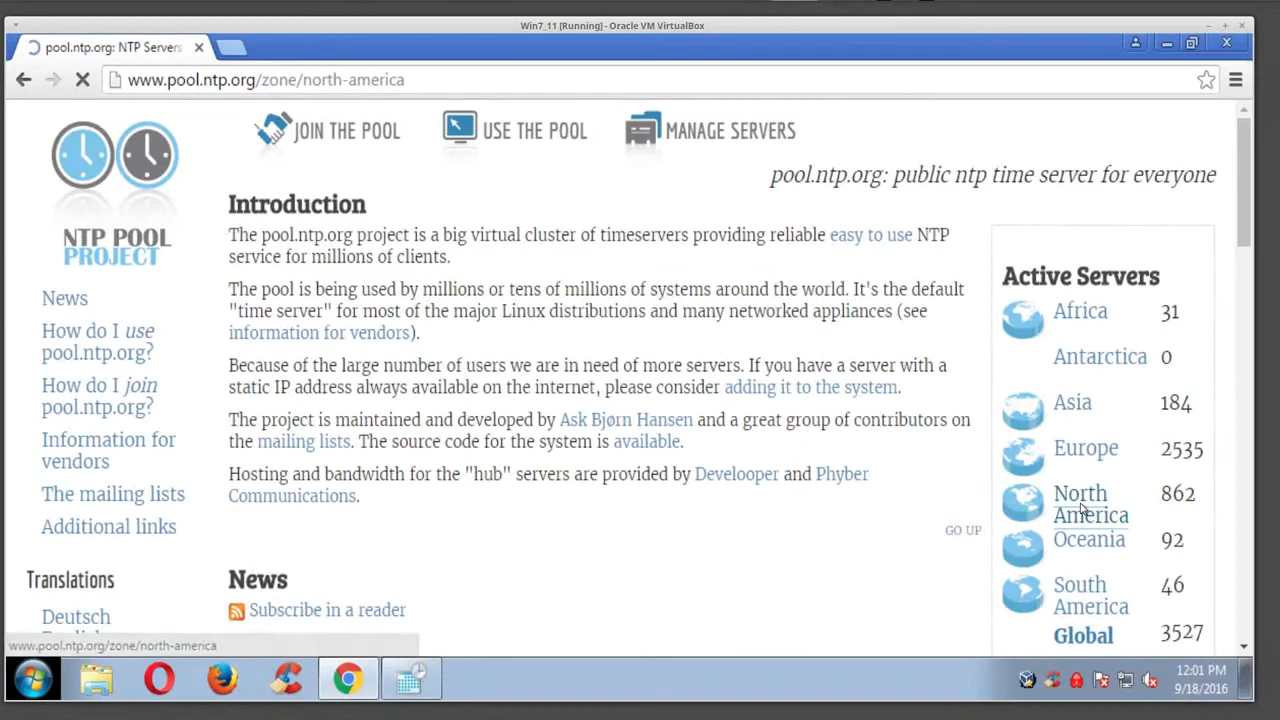 Win7_11 [Running] - Oracle VM VirtualBox
pool.ntp.org: NTP Servers
www.pool.ntp.org/zone/north-america
JOIN THE POOL
USE THE POOL
MANAGE SERVERS
pool.ntp.org: public ntp time server for everyone
NTP POOL
PROJECT
News
How do I use
pool.ntp.org?
How do I join
pool.ntp.org?
Information for
vendors
The mailing lists
Additional links
Translations
Deutsch
Introduction
The pool.ntp.org project is a big virtual cluster of timeservers providing reliable easy to use NTP
service for millions of clients.
The pool is being used by millions or tens of millions of systems around the world. It's the default
"time server" for most of the major Linux distributions and many networked appliances (see
information for vendors).
Because of the large number of users we are in need of more servers. If you have a server with a
static IP address always available on the internet, please consider adding it to the system.
The project is maintained and developed by Ask Bjørn Hansen and a great group of contributors on
the mailing lists. The source code for the system is available.
Hosting and bandwidth for the "hub" servers are provided by Develooper and Phyber
Communications.
GO UP
News
Subscribe in a reader
Active Servers
Africa 31
Antarctica 0
Asia 184
Europe 2535
North 862
America
Oceania 92
South 46
America
Global 3527
www.pool.ntp.org/zone/north-america
12:01 PM
9/18/2016